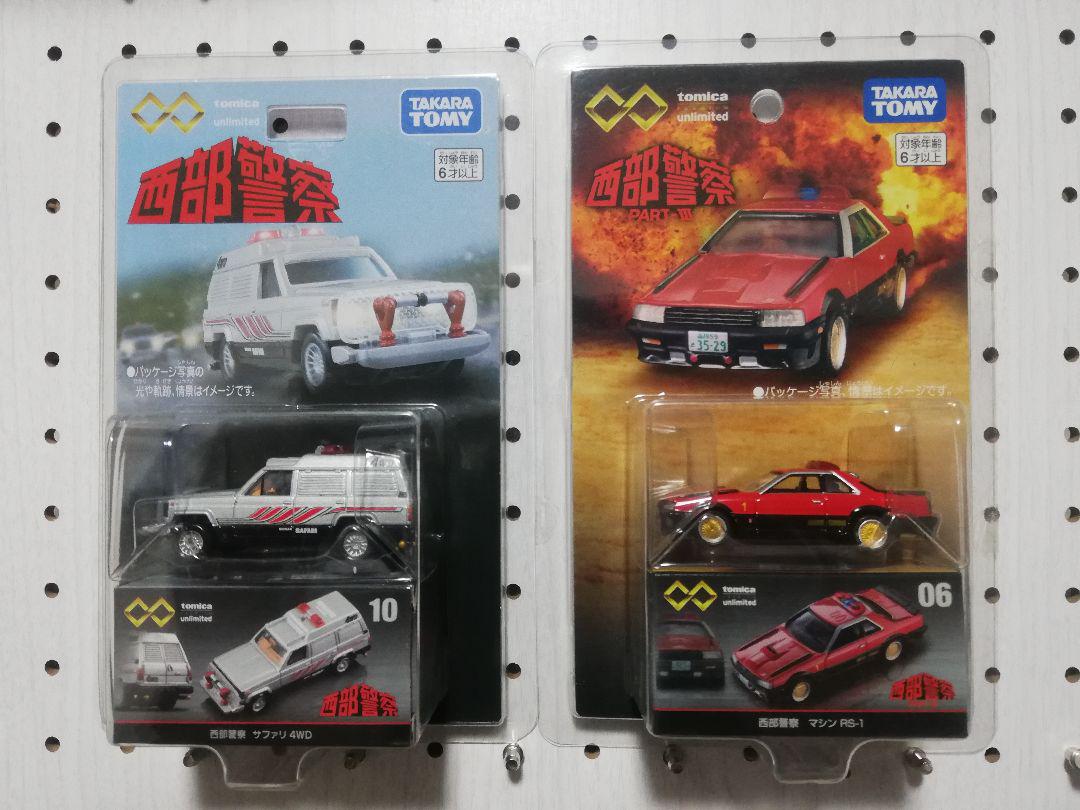 tomica
unlimited
TAKARA
TOMY
対象年齢
6才以上
西部警察
●パッケージ写真の
光や軌跡、情景はイメージです。
SAFARI
tomica
unlimited
10
西部警察
西部警察 サファリ 4WD
tomica
unlimited
TAKARA
TOMY
対象年齢
6才以上
西部警察
PART-III
35-29
●パッケージ写真、情景はイメージです。
1
tomica
unlimited
06
西部警察
西部警察 マシン RS-1